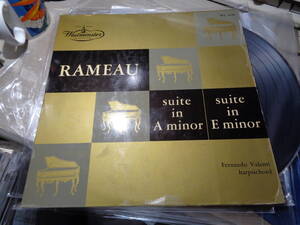 Westminster
RAMEAU
suite
in
A minor
suite
in
E minor
Fernando Valenti
harpsichord